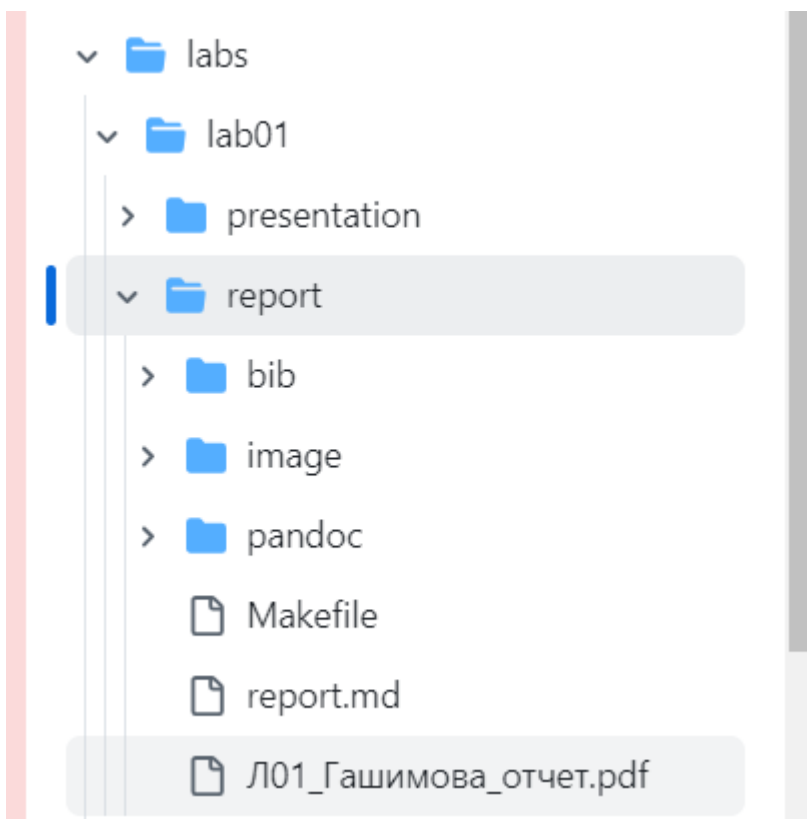 labs
lab01
presentation
report
bib
image
pandoc
Makefile
report.md
Л01_Гашимова_отчет.pdf